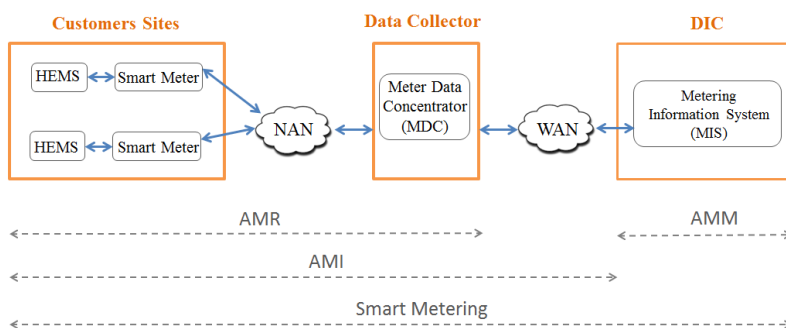 Customers Sites
Data Collector
DIC
HEMS
Smart Meter
HEMS
Smart Meter
NAN
Meter Data
Concentrator
(MDC)
WAN
Metering
Information System
(MIS)
AMR
AMM
AMI
Smart Metering